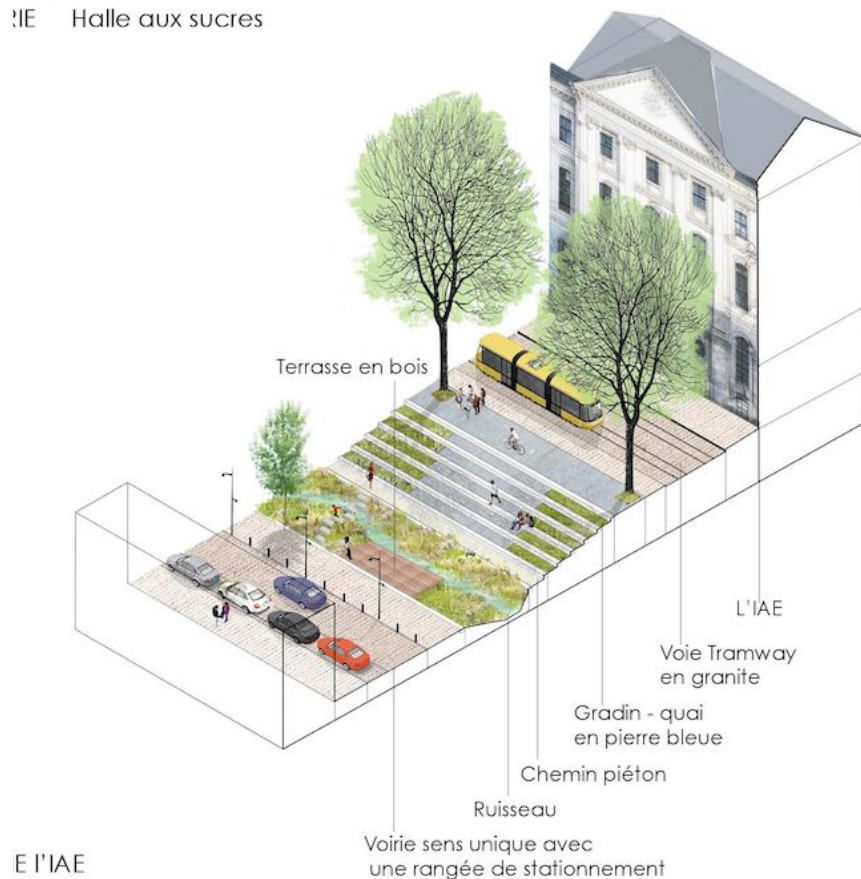 RIE Halle aux sucres
Terrasse en bois
L'IAE
Voie Tramway
en granite
Gradin - quai
en pierre bleue
Chemin piéton
Ruisseau
Voirie sens unique avec
une rangée de stationnement
E l'IAE